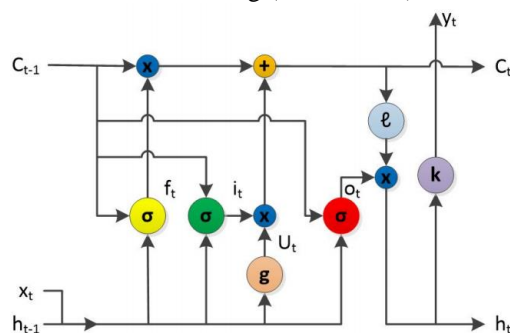 yₜ
Cₜ₋₁ x + Cₜ
ℓ
fₜ iₜ oₜ x k
σ σ x σ
Uₜ
g
xₜ
hₜ₋₁ hₜ